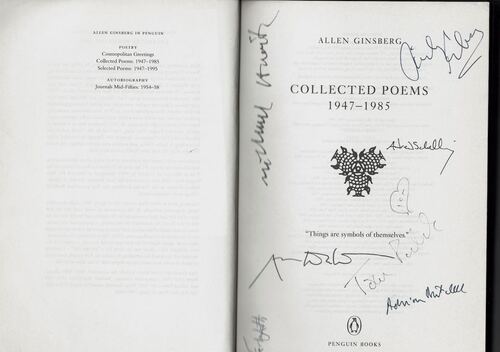 ALLEN GINSBERG IN PENGUIN
POETRY
Cosmopolitan Greetings
Collected Poems: 1947–1985
Selected Poems: 1947–1995
AUTOBIOGRAPHY
Journals Mid-Fifties: 1954–58
ALLEN GINSBERG
COLLECTED POEMS
1947–1985
"Things are symbols of themselves."
Tom
Adrian Mitchell
PENGUIN BOOKS